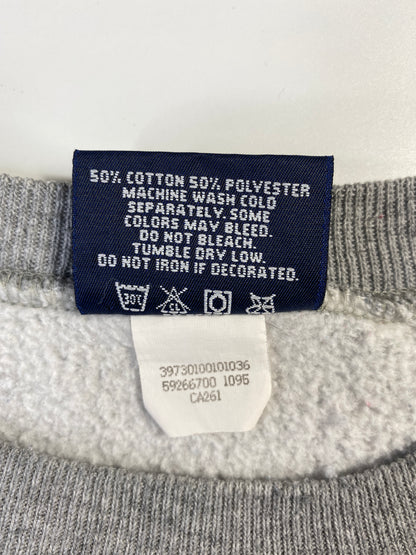 50% COTTON 50% POLYESTER
MACHINE WASH COLD
SEPARATELY. SOME
COLORS MAY BLEED.
DO NOT BLEACH.
TUMBLE DRY LOW.
DO NOT IRON IF DECORATED.
30° CL
39730100101036
59266700 1095
CA261